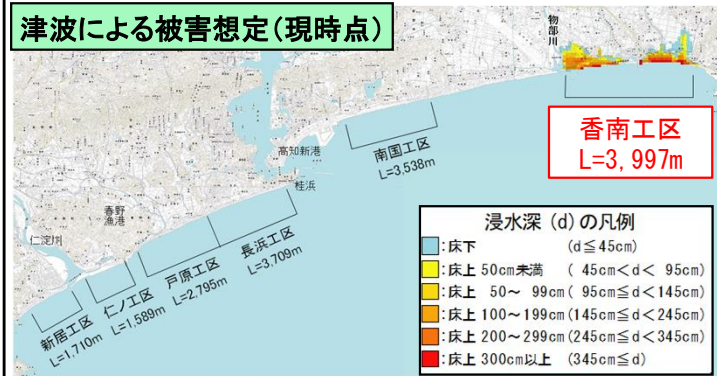 津波による被害想定(現時点)
物部川
香南工区
L=3,997m
南国工区
L=3,538m
高知新港
桂浜
長浜工区
L=3,709m
戸原工区
L=2,795m
仁ノ工区
L=1,589m
新居工区
L=1,710m
春野
漁港
仁淀川
浸水深（d）の凡例
:床下 (d≦45cm)
:床上 50cm未満 ( 45cm<d< 95cm)
:床上 50～ 99cm( 95cm≦d<145cm)
:床上 100～199cm(145cm≦d<245cm)
:床上 200～299cm(245cm≦d<345cm)
:床上 300cm以上 (345cm≦d)